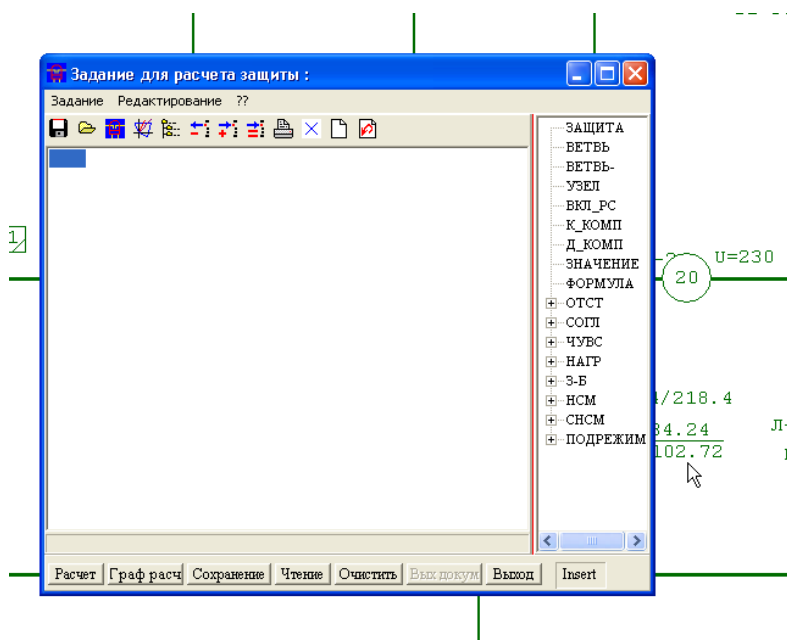 Задание для расчета защиты :
Задание Редактирование ??
ЗАЩИТА
ВЕТВЬ
ВЕТВЬ-
УЗЕЛ
ВКЛ_РС
К_КОМП
Д_КОМП
ЗНАЧЕНИЕ
ФОРМУЛА
ОТСТ
СОГЛ
ЧУВС
НАГР
З-Б
НСМ
СНСМ
ПОДРЕЖИМ
1
U=230
20
/218.4
34.24
102.72
Л-
Расчет Граф расч Сохранение Чтение Очистить Вых докум Выход Insert